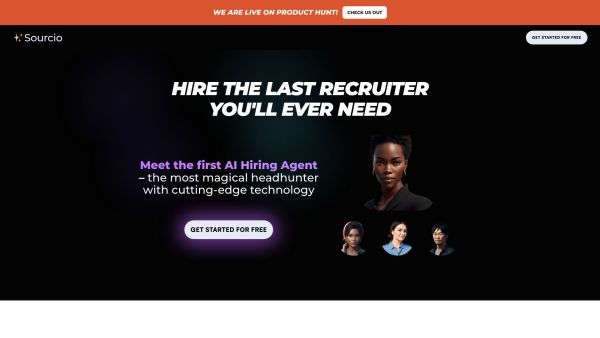 WE ARE LIVE ON PRODUCT HUNT!
CHECK US OUT
Sourcio
GET STARTED FOR FREE
HIRE THE LAST RECRUITER
YOU'LL EVER NEED
Meet the first AI Hiring Agent
– the most magical headhunter
with cutting-edge technology
GET STARTED FOR FREE